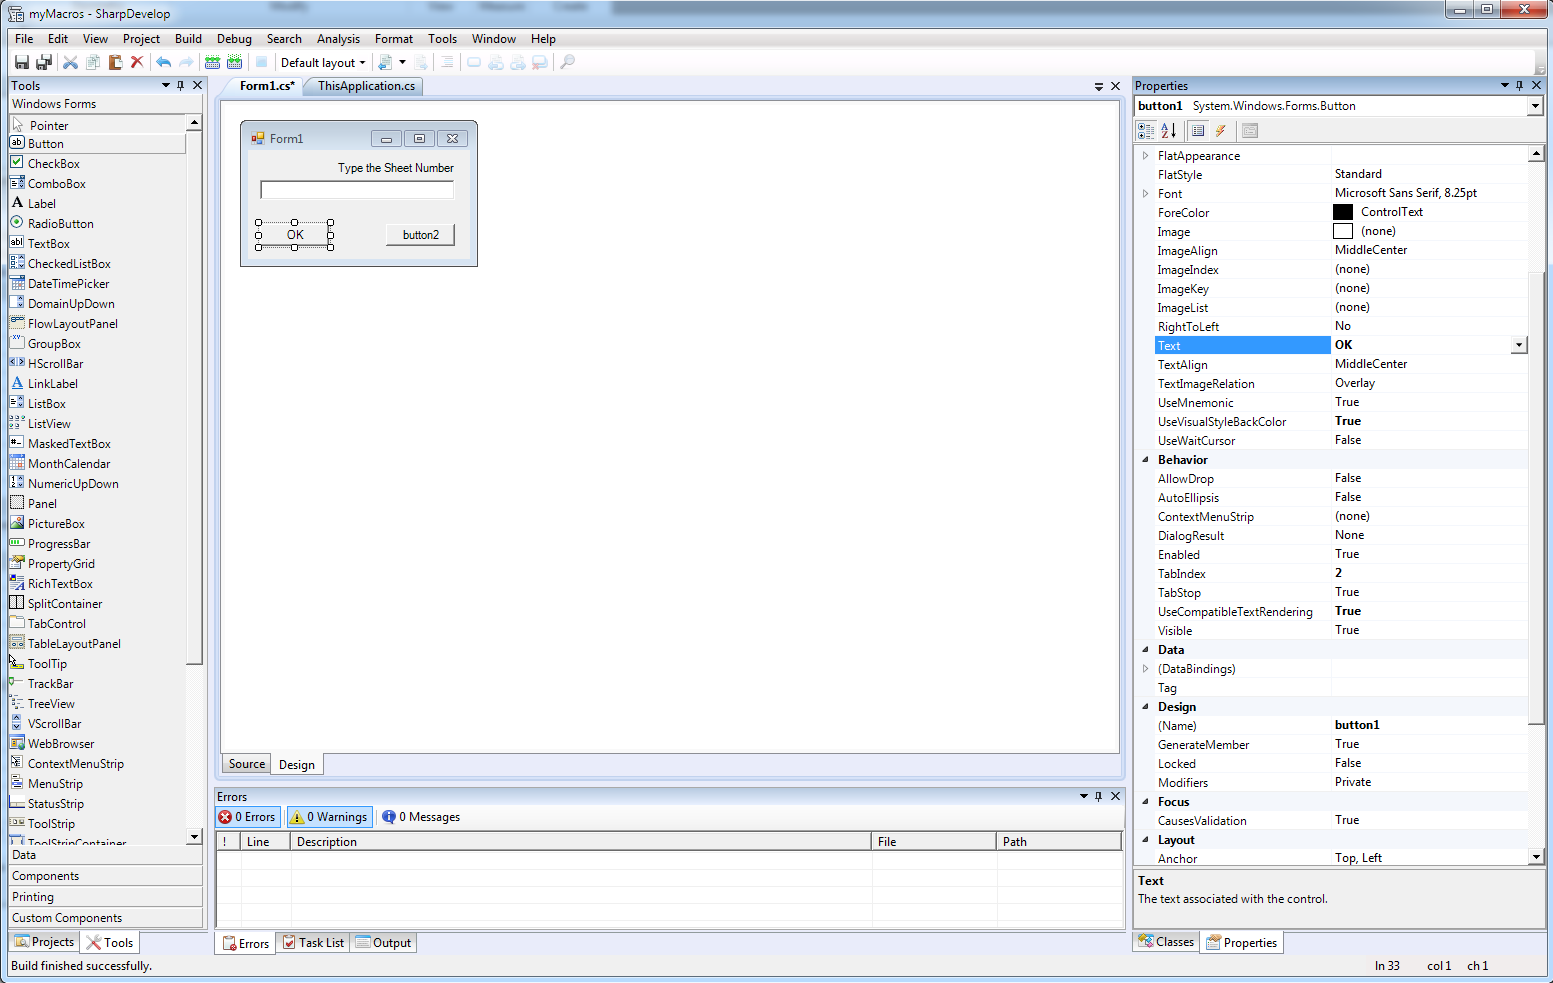 myMacros - SharpDevelop
File Edit View Project Build Debug Search Analysis Format Tools Window Help
Default layout
Tools
Windows Forms
Pointer
Button
CheckBox
ComboBox
Label
RadioButton
TextBox
CheckedListBox
DateTimePicker
DomainUpDown
FlowLayoutPanel
GroupBox
HScrollBar
LinkLabel
ListBox
ListView
MaskedTextBox
MonthCalendar
NumericUpDown
Panel
PictureBox
ProgressBar
PropertyGrid
RichTextBox
SplitContainer
TabControl
TableLayoutPanel
ToolTip
TrackBar
TreeView
VScrollBar
WebBrowser
ContextMenuStrip
MenuStrip
StatusStrip
ToolStrip
ToolStripContainer
Data
Components
Printing
Custom Components
Projects Tools
Form1.cs* ThisApplication.cs
Form1
Type the Sheet Number
OK button2
Source Design
Errors
0 Errors 0 Warnings 0 Messages
! Line Description File Path
Errors Task List Output
Properties
button1 System.Windows.Forms.Button
FlatAppearance
FlatStyle Standard
Font Microsoft Sans Serif, 8.25pt
ForeColor ControlText
Image (none)
ImageAlign MiddleCenter
ImageIndex (none)
ImageKey (none)
ImageList (none)
RightToLeft No
Text OK
TextAlign MiddleCenter
TextImageRelation Overlay
UseMnemonic True
UseVisualStyleBackColor True
UseWaitCursor False
Behavior
AllowDrop False
AutoEllipsis False
ContextMenuStrip (none)
DialogResult None
Enabled True
TabIndex 2
TabStop True
UseCompatibleTextRendering True
Visible True
Data
(DataBindings)
Tag
Design
(Name) button1
GenerateMember True
Locked False
Modifiers Private
Focus
CausesValidation True
Layout
Anchor Top, Left
Text
The text associated with the control.
Classes Properties
Build finished successfully. ln 33 col 1 ch 1